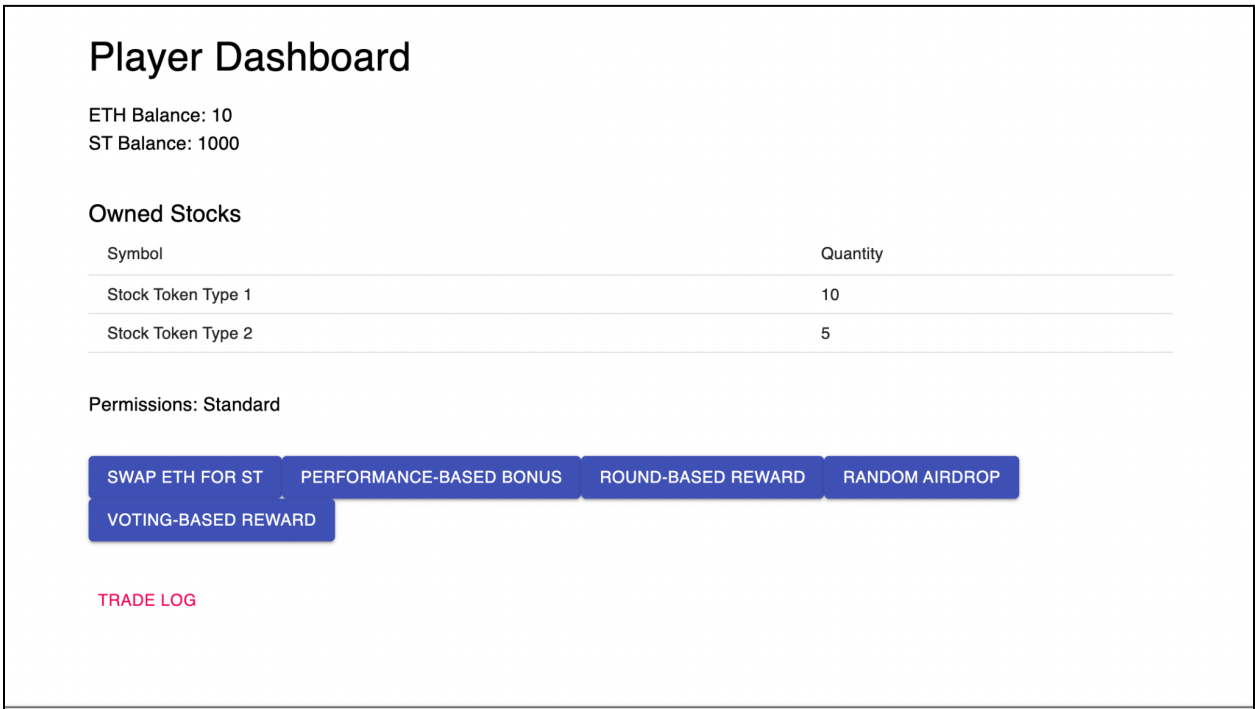 Player Dashboard
ETH Balance: 10
ST Balance: 1000
Owned Stocks
Symbol Quantity
Stock Token Type 1 10
Stock Token Type 2 5
Permissions: Standard
SWAP ETH FOR ST PERFORMANCE-BASED BONUS ROUND-BASED REWARD RANDOM AIRDROP
VOTING-BASED REWARD
TRADE LOG